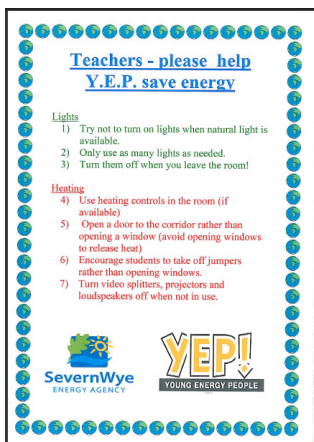 Teachers - please help
Y.E.P. save energy
Lights
1) Try not to turn on lights when natural light is
available.
2) Only use as many lights as needed.
3) Turn them off when you leave the room!
Heating
4) Use heating controls in the room (if
available)
5) Open a door to the corridor rather than
opening a window (avoid opening windows
to release heat)
6) Encourage students to take off jumpers
rather than opening windows.
7) Turn video splitters, projectors and
loudspeakers off when not in use.
SevernWye
ENERGY AGENCY
YEP!
YOUNG ENERGY PEOPLE